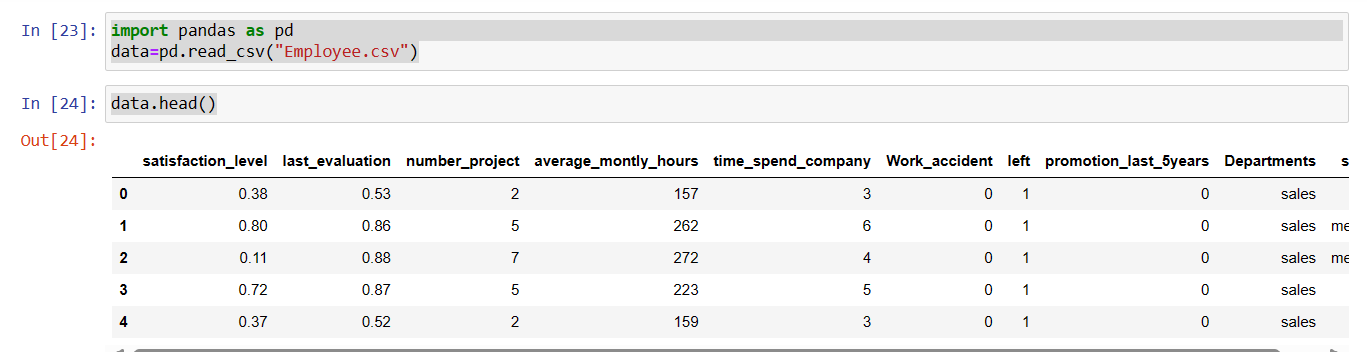 In [23]: import pandas as pd
data=pd.read_csv("Employee.csv")
In [24]: data.head()
Out[24]:
satisfaction_level last_evaluation number_project average_montly_hours time_spend_company Work_accident left promotion_last_5years Departments s
0 0.38 0.53 2 157 3 0 1 0 sales
1 0.80 0.86 5 262 6 0 1 0 sales me
2 0.11 0.88 7 272 4 0 1 0 sales me
3 0.72 0.87 5 223 5 0 1 0 sales
4 0.37 0.52 2 159 3 0 1 0 sales